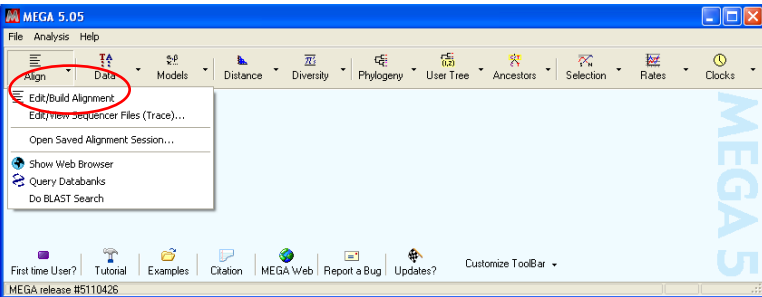 MEGA 5.05
File Analysis Help
Align Data Models Distance Diversity Phylogeny User Tree Ancestors Selection Rates Clocks
Edit/Build Alignment
Edit/View Sequencer Files (Trace)...
Open Saved Alignment Session...
Show Web Browser
Query Databanks
Do BLAST Search
MEGA 5
First time User? Tutorial Examples Citation MEGA Web Report a Bug Updates? Customize ToolBar
MEGA release #5110426